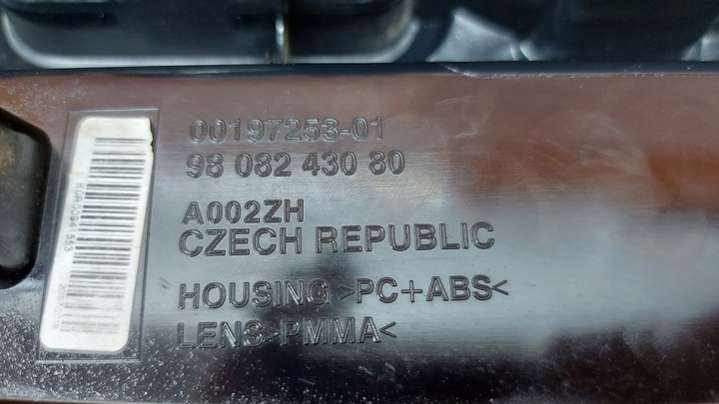 00197253-01
98 082 430 80
A002ZH
CZECH REPUBLIC
HOUSING >PC+ABS<
LENS>PMMA<